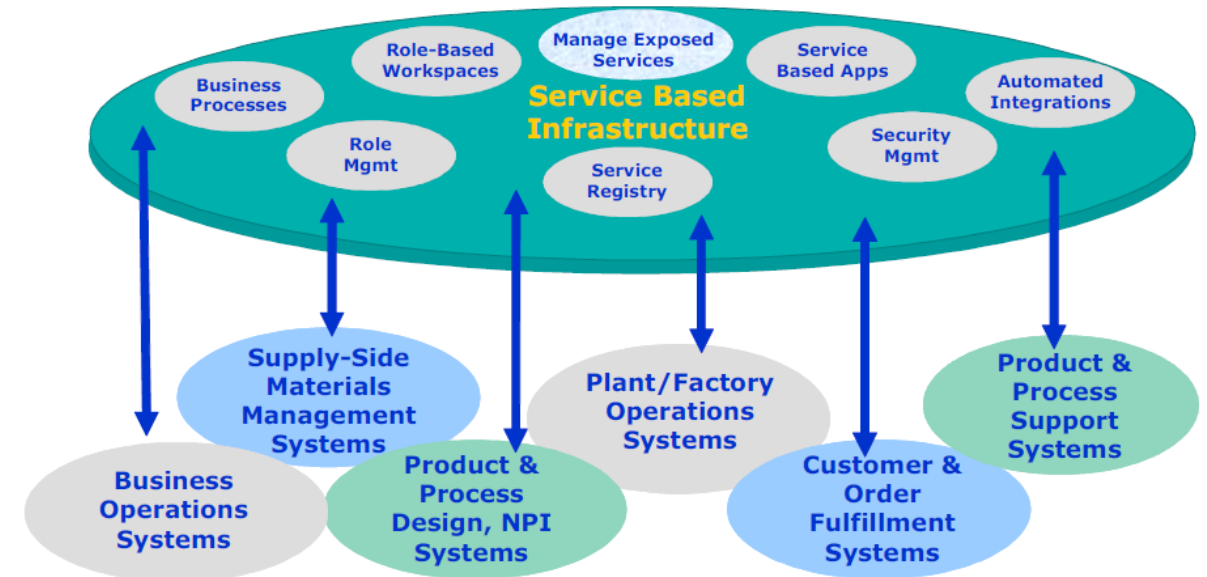 Manage Exposed
Services
Role-Based
Workspaces
Service
Based Apps
Business
Processes
Automated
Integrations
Service Based
Infrastructure
Role
Mgmt
Security
Mgmt
Service
Registry
Supply-Side
Materials
Management
Systems
Plant/Factory
Operations
Systems
Product &
Process
Support
Systems
Business
Operations
Systems
Product &
Process
Design, NPI
Systems
Customer &
Order
Fulfillment
Systems